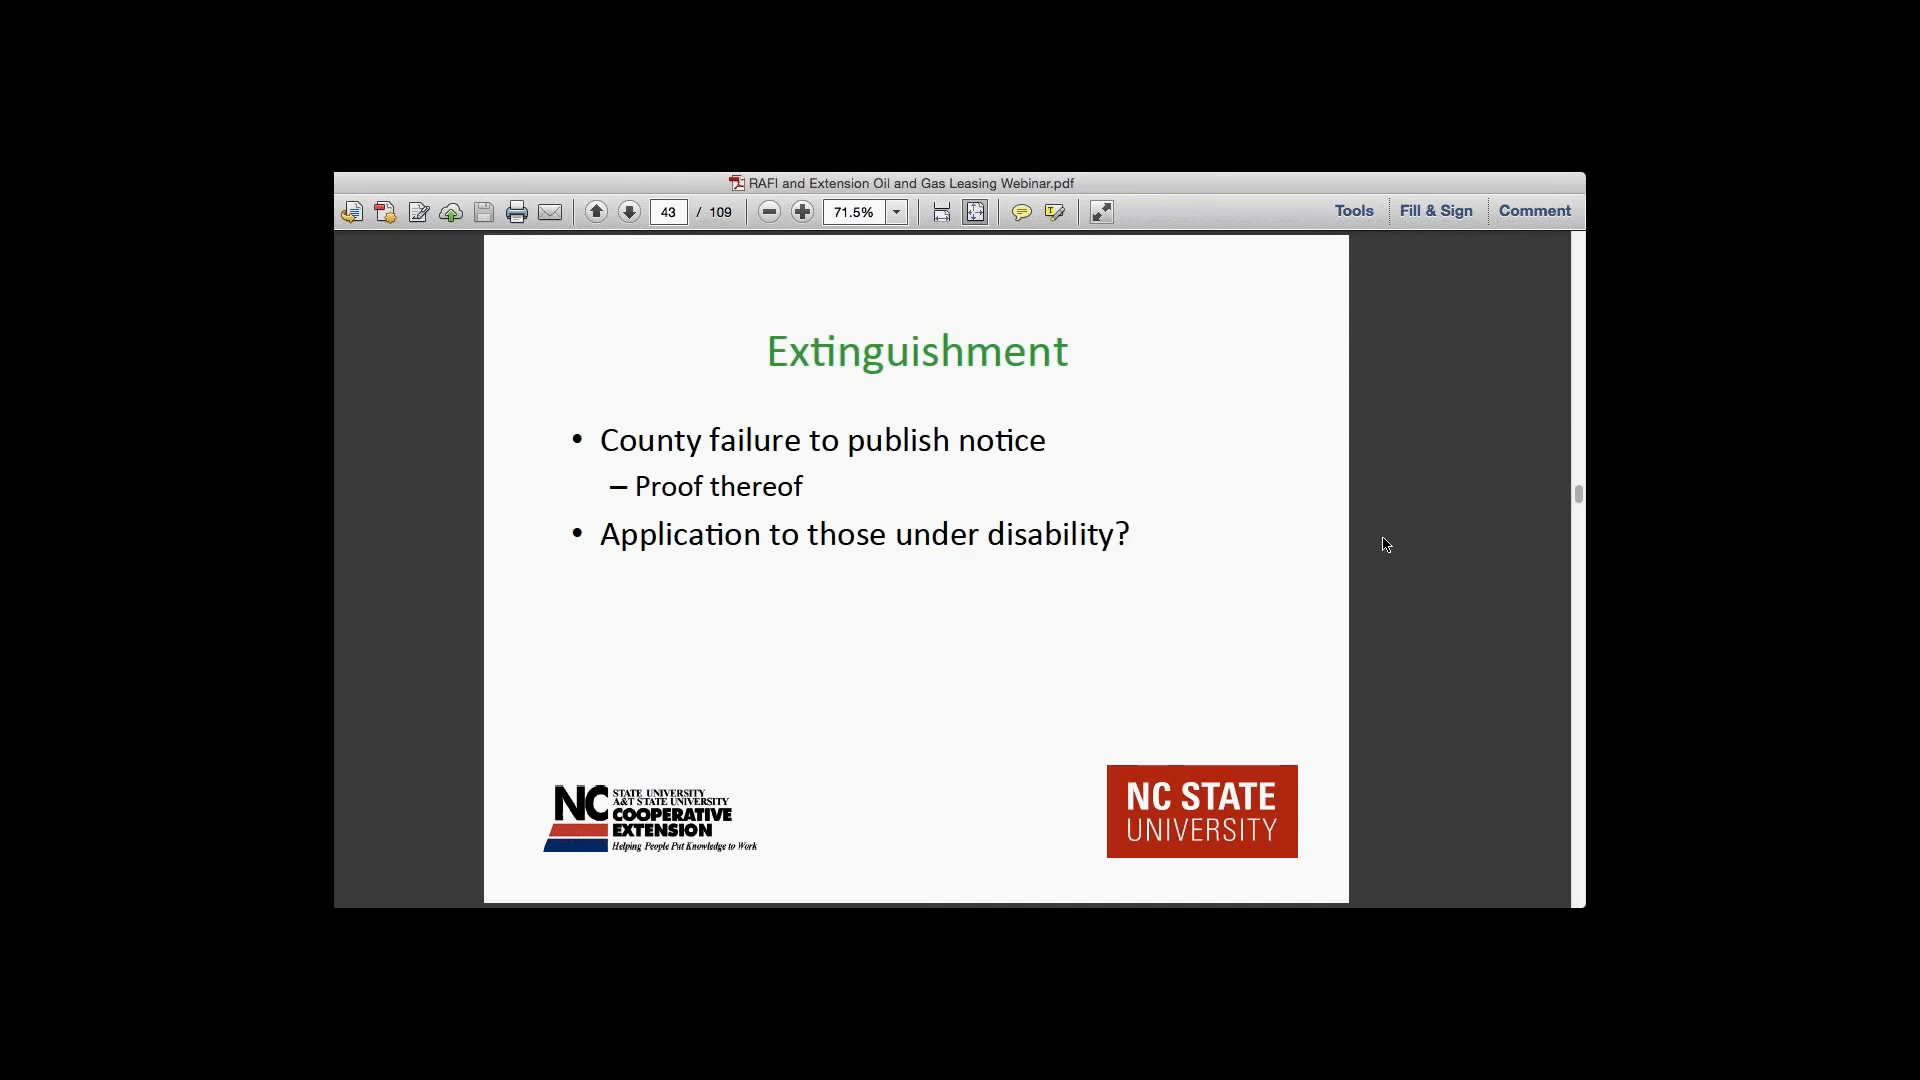 RAFI and Extension Oil and Gas Leasing Webinar.pdf
43 / 109 71.5% Tools Fill & Sign Comment
Extinguishment
• County failure to publish notice
– Proof thereof
• Application to those under disability?
NC STATE UNIVERSITY
A&T STATE UNIVERSITY
COOPERATIVE
EXTENSION
Helping People Put Knowledge to Work
NC STATE
UNIVERSITY